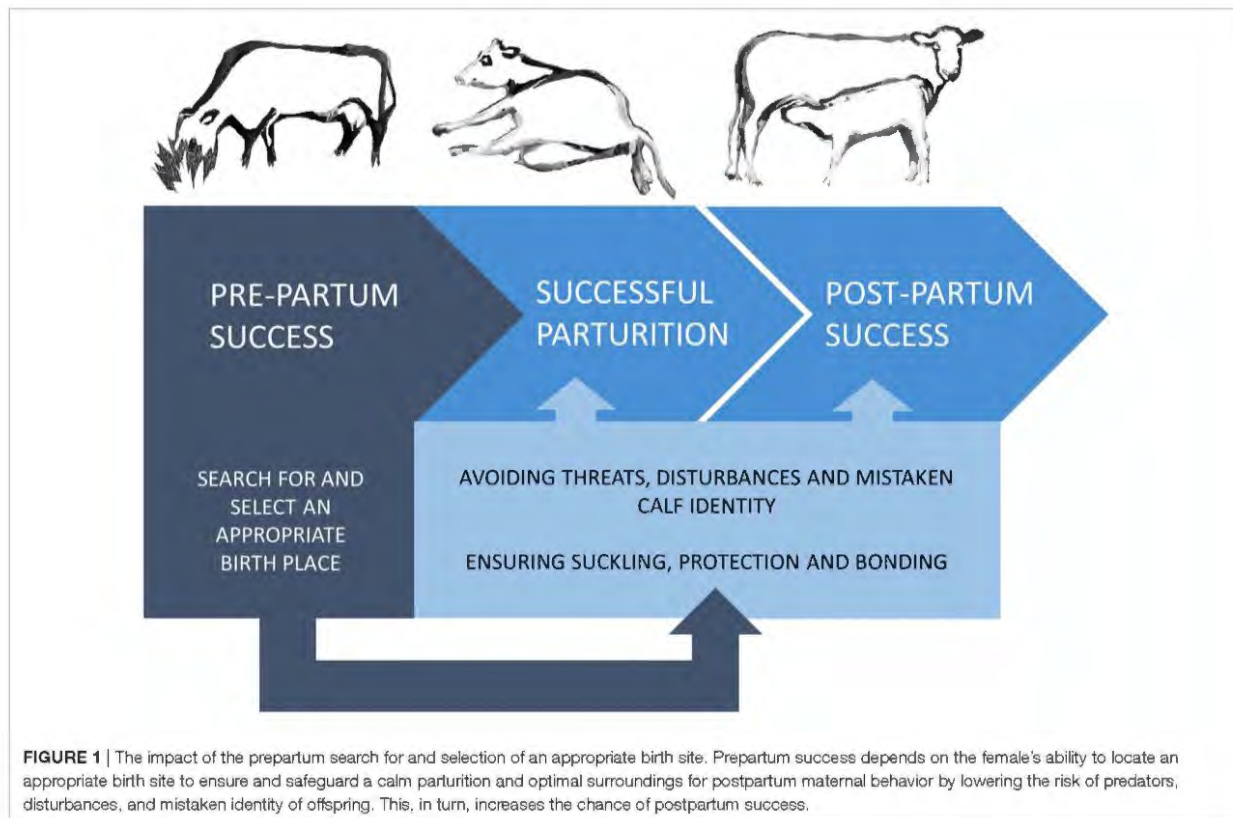 PRE-PARTUM
SUCCESS
SUCCESSFUL
PARTURITION
POST-PARTUM
SUCCESS
SEARCH FOR AND
SELECT AN
APPROPRIATE
BIRTH PLACE
AVOIDING THREATS, DISTURBANCES AND MISTAKEN
CALF IDENTITY
ENSURING SUCKLING, PROTECTION AND BONDING
FIGURE 1 | The impact of the prepartum search for and selection of an appropriate birth site. Prepartum success depends on the female's ability to locate an
appropriate birth site to ensure and safeguard a calm parturition and optimal surroundings for postpartum maternal behavior by lowering the risk of predators,
disturbances, and mistaken identity of offspring. This, in turn, increases the chance of postpartum success.